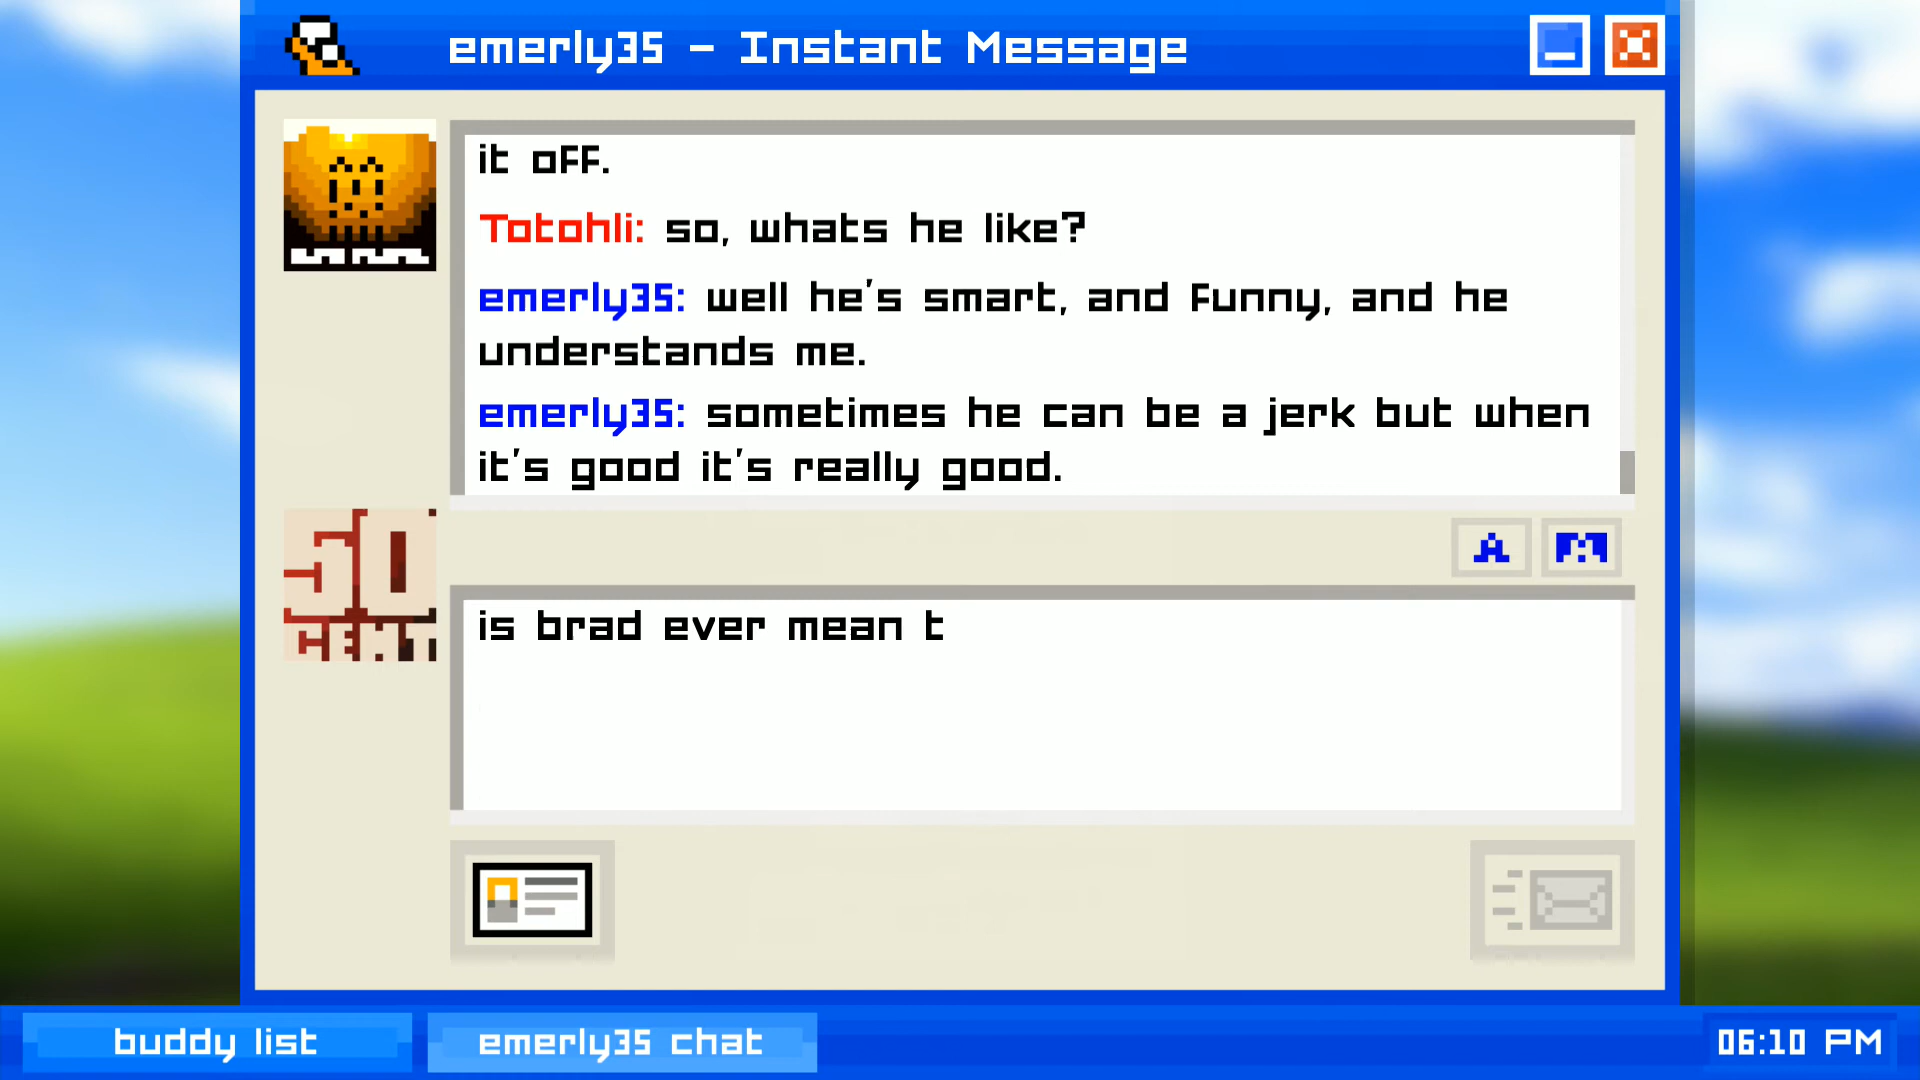 emerly35 - Instant Message
it off.
Totohli: so, whats he like?
emerly35: well he's smart, and funny, and he
understands me.
emerly35: sometimes he can be a jerk but when
it's good it's really good.
50
A M
is brad ever mean t
buddy list
emerly35 chat
06:10 PM